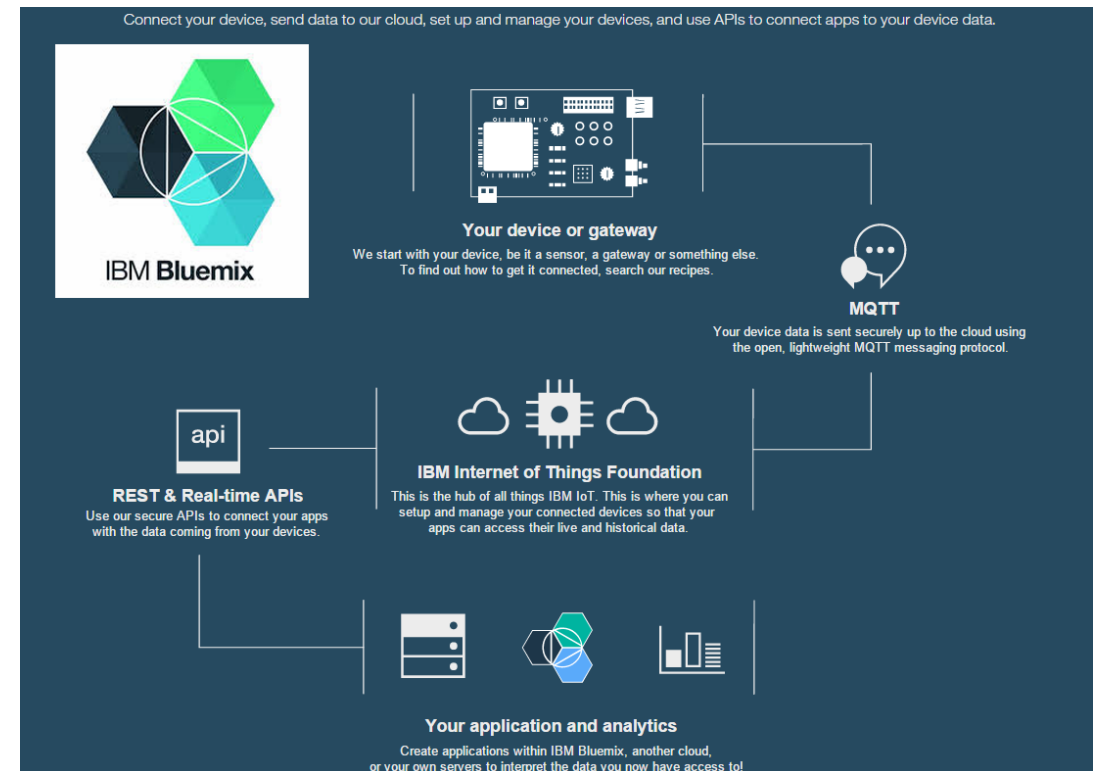 Connect your device, send data to our cloud, set up and manage your devices, and use APIs to connect apps to your device data.
IBM Bluemix
Your device or gateway
We start with your device, be it a sensor, a gateway or something else.
To find out how to get it connected, search our recipes.
MQTT
Your device data is sent securely up to the cloud using
the open, lightweight MQTT messaging protocol.
api
REST & Real-time APIs
Use our secure APIs to connect your apps
with the data coming from your devices.
IBM Internet of Things Foundation
This is the hub of all things IBM IoT. This is where you can
setup and manage your connected devices so that your
apps can access their live and historical data.
Your application and analytics
Create applications within IBM Bluemix, another cloud,
or your own servers to interpret the data you now have access to!